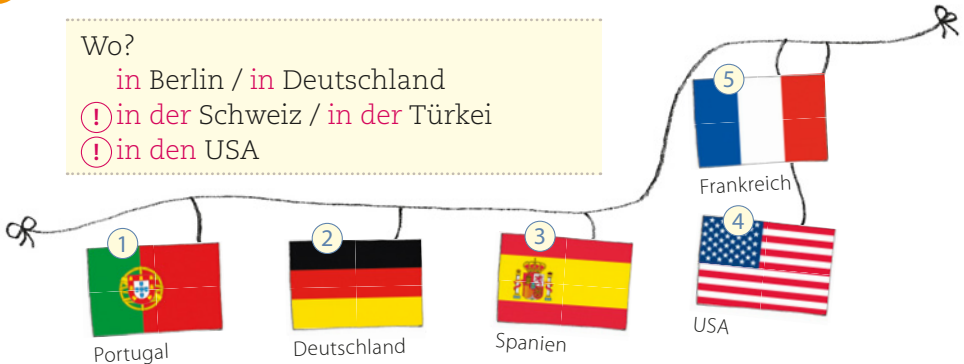 Wo?
in Berlin / in Deutschland
! in der Schweiz / in der Türkei
! in den USA
1
Portugal
2
Deutschland
3
Spanien
4
USA
5
Frankreich